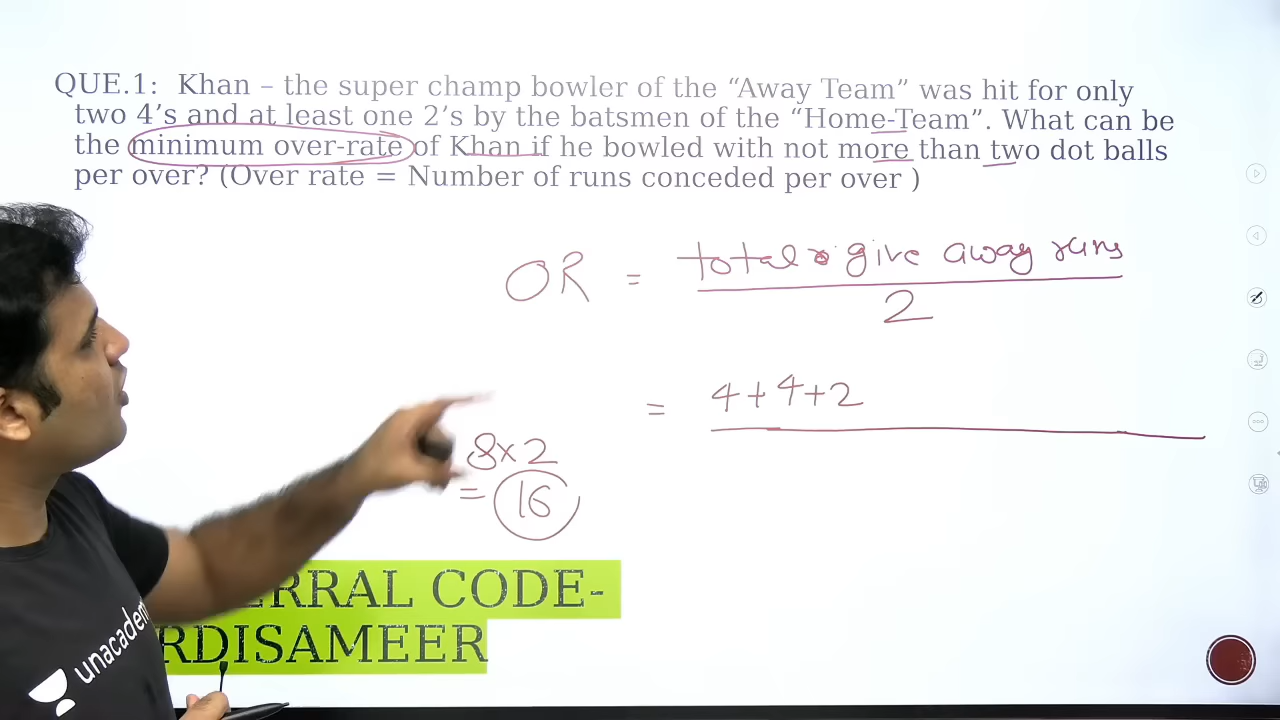 QUE.1: Khan – the super champ bowler of the “Away Team” was hit for only
two 4’s and at least one 2’s by the batsmen of the “Home-Team”. What can be
the minimum over-rate of Khan if he bowled with not more than two dot balls
per over? (Over rate = Number of runs conceded per over )
OR = total give away runs
2
= 4+4+2
8x2
= 16
ERRAL CODE-
RDISAMEER
unacadem